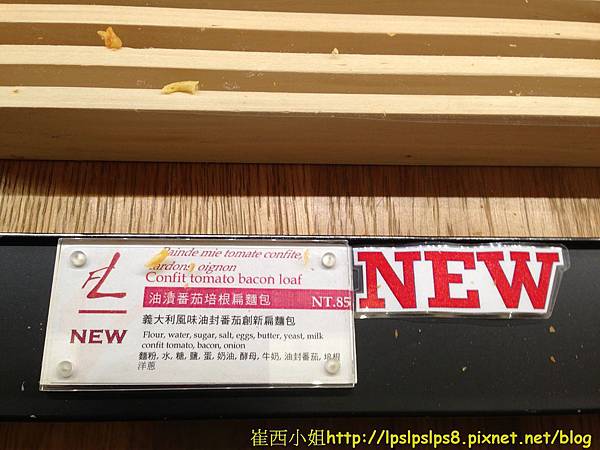 Painde mie tomate confite,
lardons, oignon
Confit tomato bacon loaf
油漬番茄培根扁麵包 NT.85
義大利風味油封番茄創新扁麵包
Flour, water, sugar, salt, eggs, butter, yeast, milk
confit tomato, bacon, onion
麵粉, 水, 糖, 鹽, 蛋, 奶油, 酵母, 牛奶, 油封番茄, 培根
洋蔥
FL
NEW
NEW
崔西小姐http://lpslpslps8.pixnet.net/blog